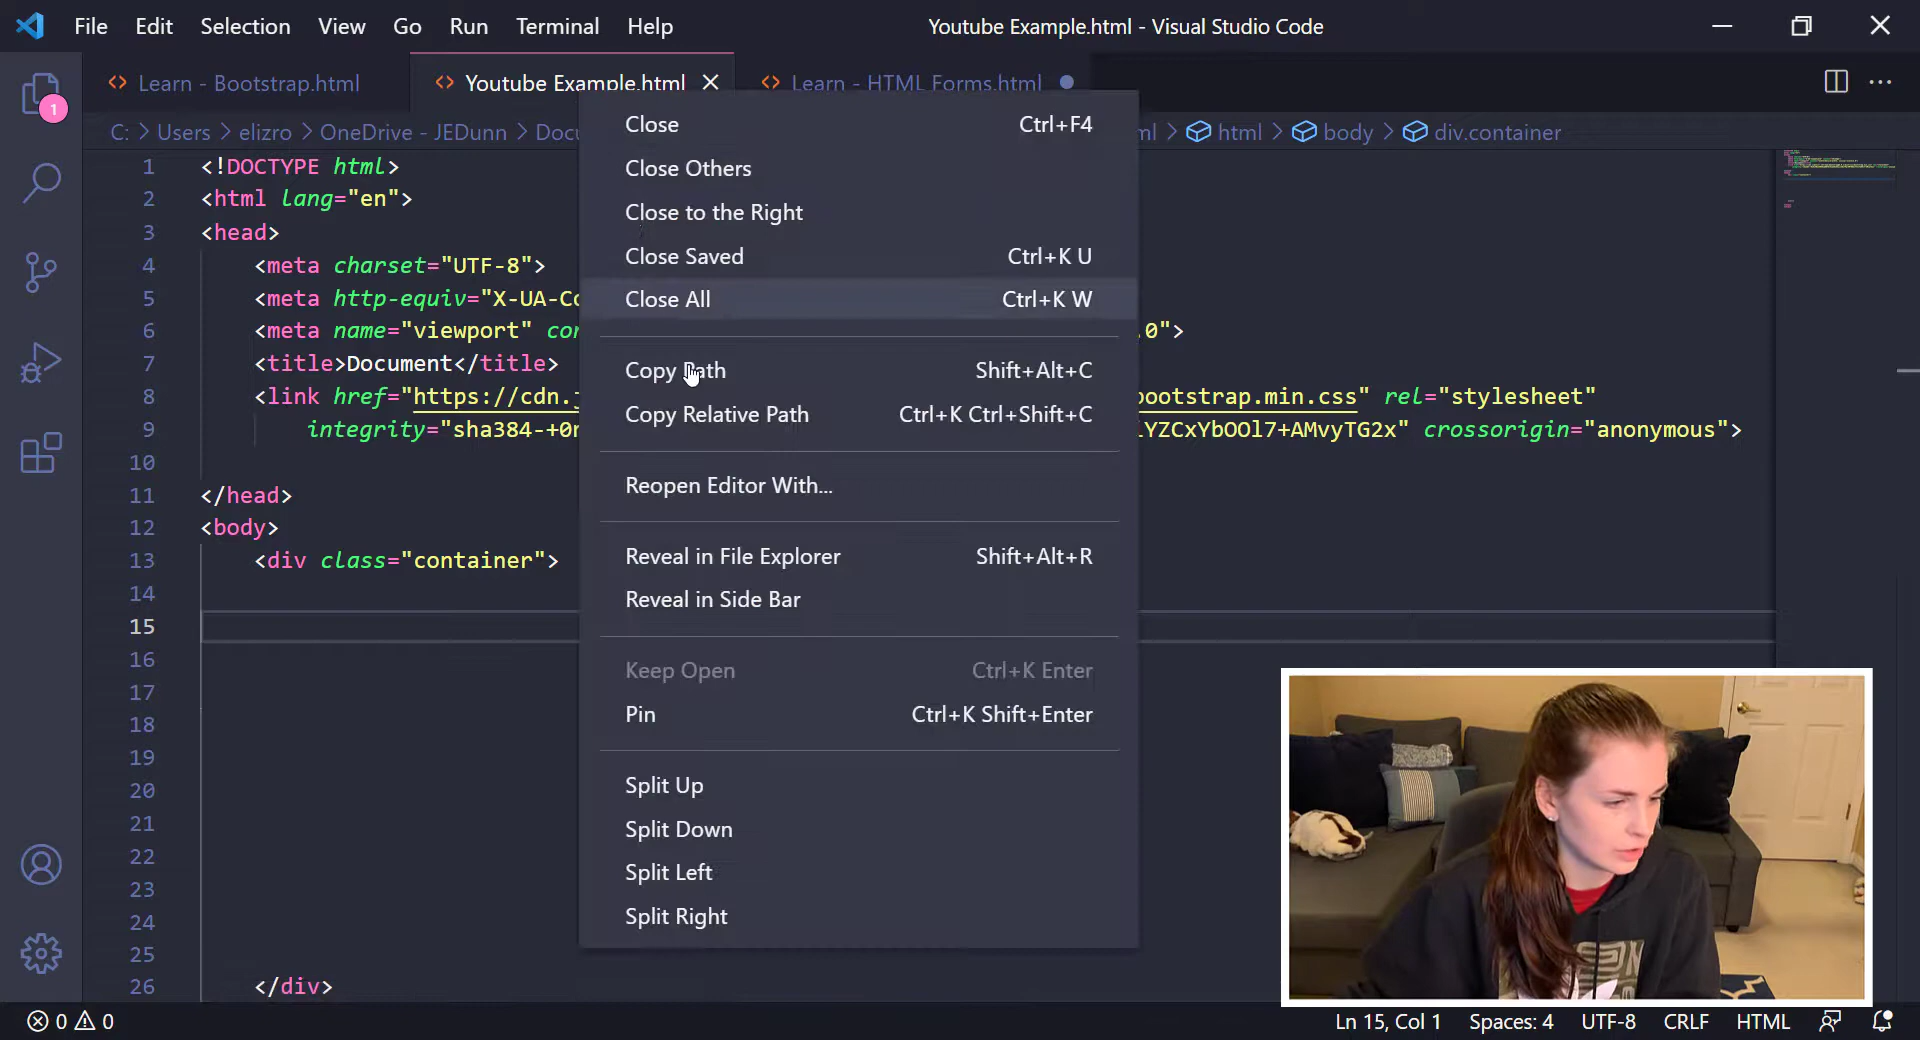 File Edit Selection View Go Run Terminal Help Youtube Example.html - Visual Studio Code
Learn - Bootstrap.html Youtube Example.html Learn - HTML Forms.html
1
C: > Users > elizro > OneDrive - JEDunn > html > body > div.container
1 <!DOCTYPE html>
2 <html lang="en">
3 <head>
4 <meta charset="UTF-8">
5 <meta http-equiv="X-UA-Co
6 <meta name="viewport" con .0">
7 <title>Document</title>
8 <link href="https://cdn.j bootstrap.min.css" rel="stylesheet"
9 integrity="sha384-+0n YZCxYbOOl7+AMvyTG2x" crossorigin="anonymous">
10
11 </head>
12 <body>
13 <div class="container">
14
15
16
17
18
19
20
21
22
23
24
25
26 </div>
Close Ctrl+F4
Close Others
Close to the Right
Close Saved Ctrl+K U
Close All Ctrl+K W
Copy Path Shift+Alt+C
Copy Relative Path Ctrl+K Ctrl+Shift+C
Reopen Editor With...
Reveal in File Explorer Shift+Alt+R
Reveal in Side Bar
Keep Open Ctrl+K Enter
Pin Ctrl+K Shift+Enter
Split Up
Split Down
Split Left
Split Right
0 0 Ln 15, Col 1 Spaces: 4 UTF-8 CRLF HTML